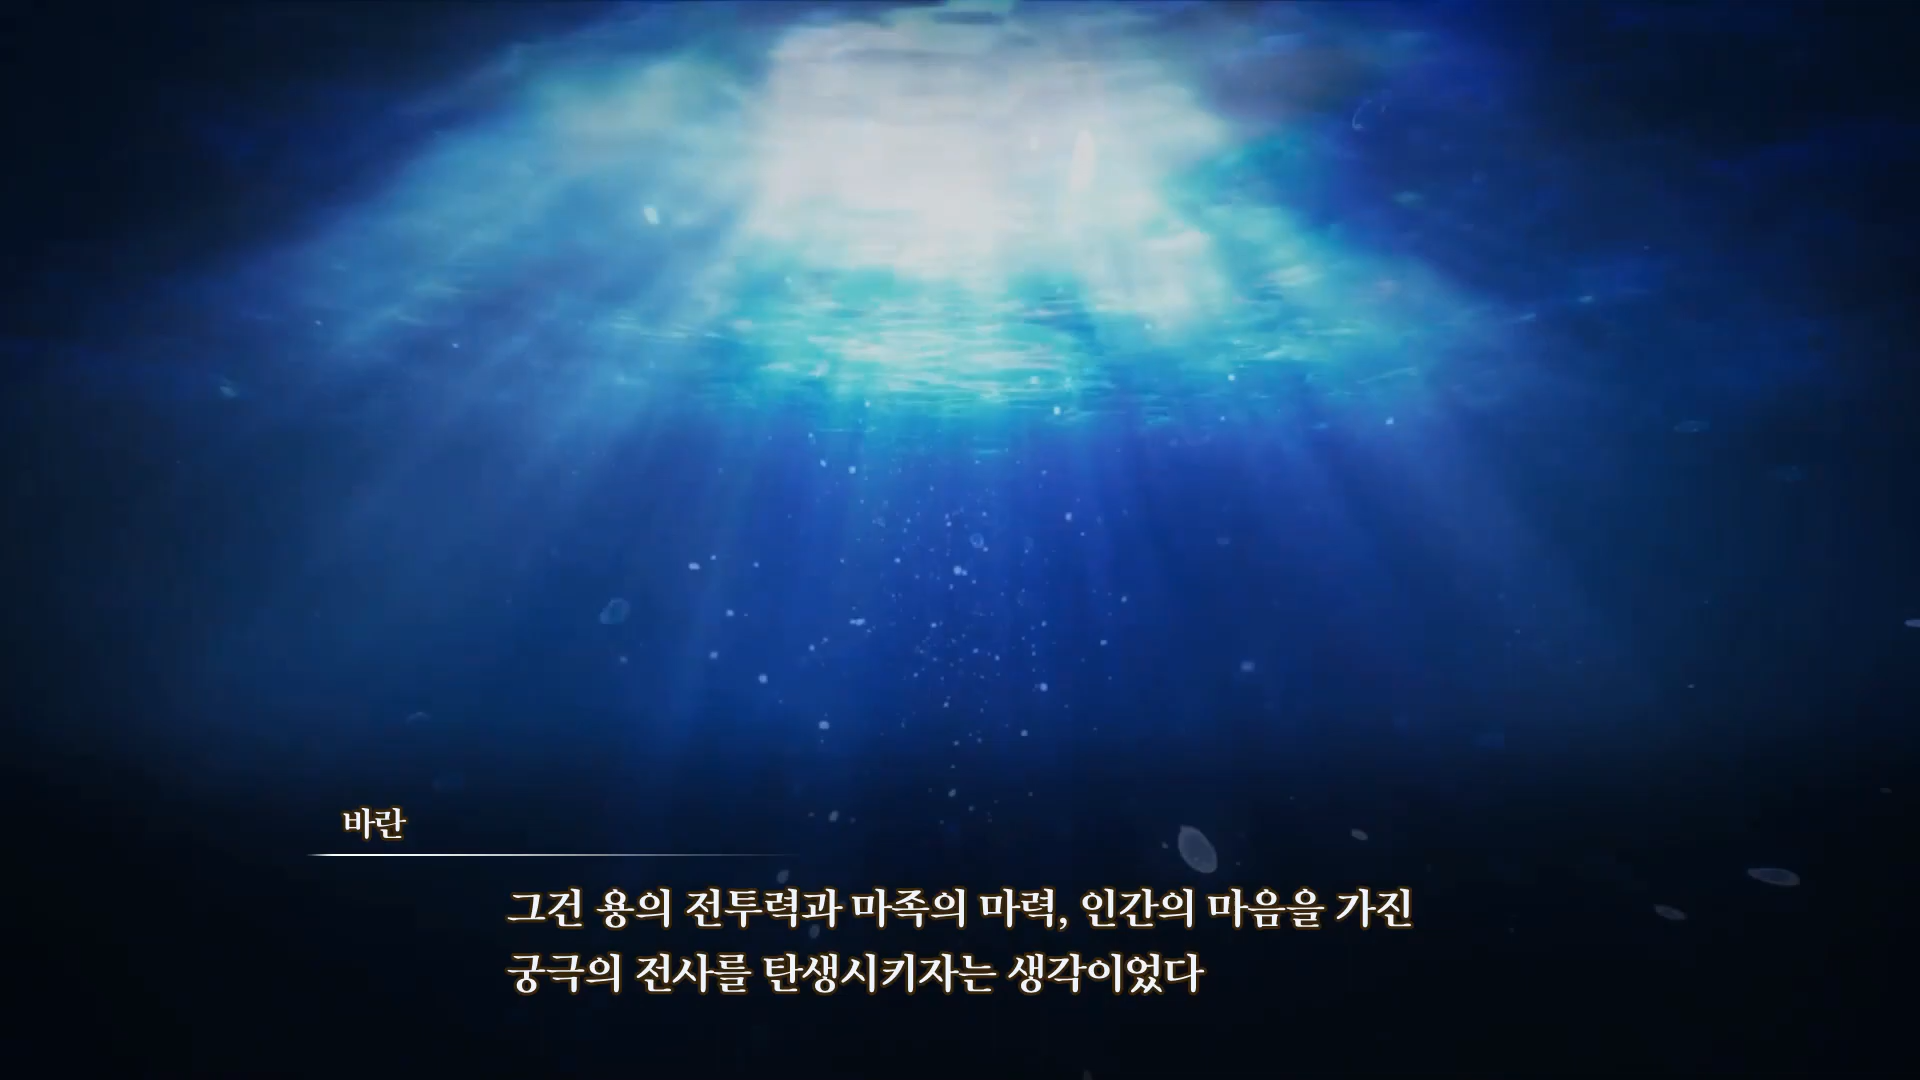 바란
그건 용의 전투력과 마족의 마력, 인간의 마음을 가진
궁극의 전사를 탄생시키자는 생각이었다